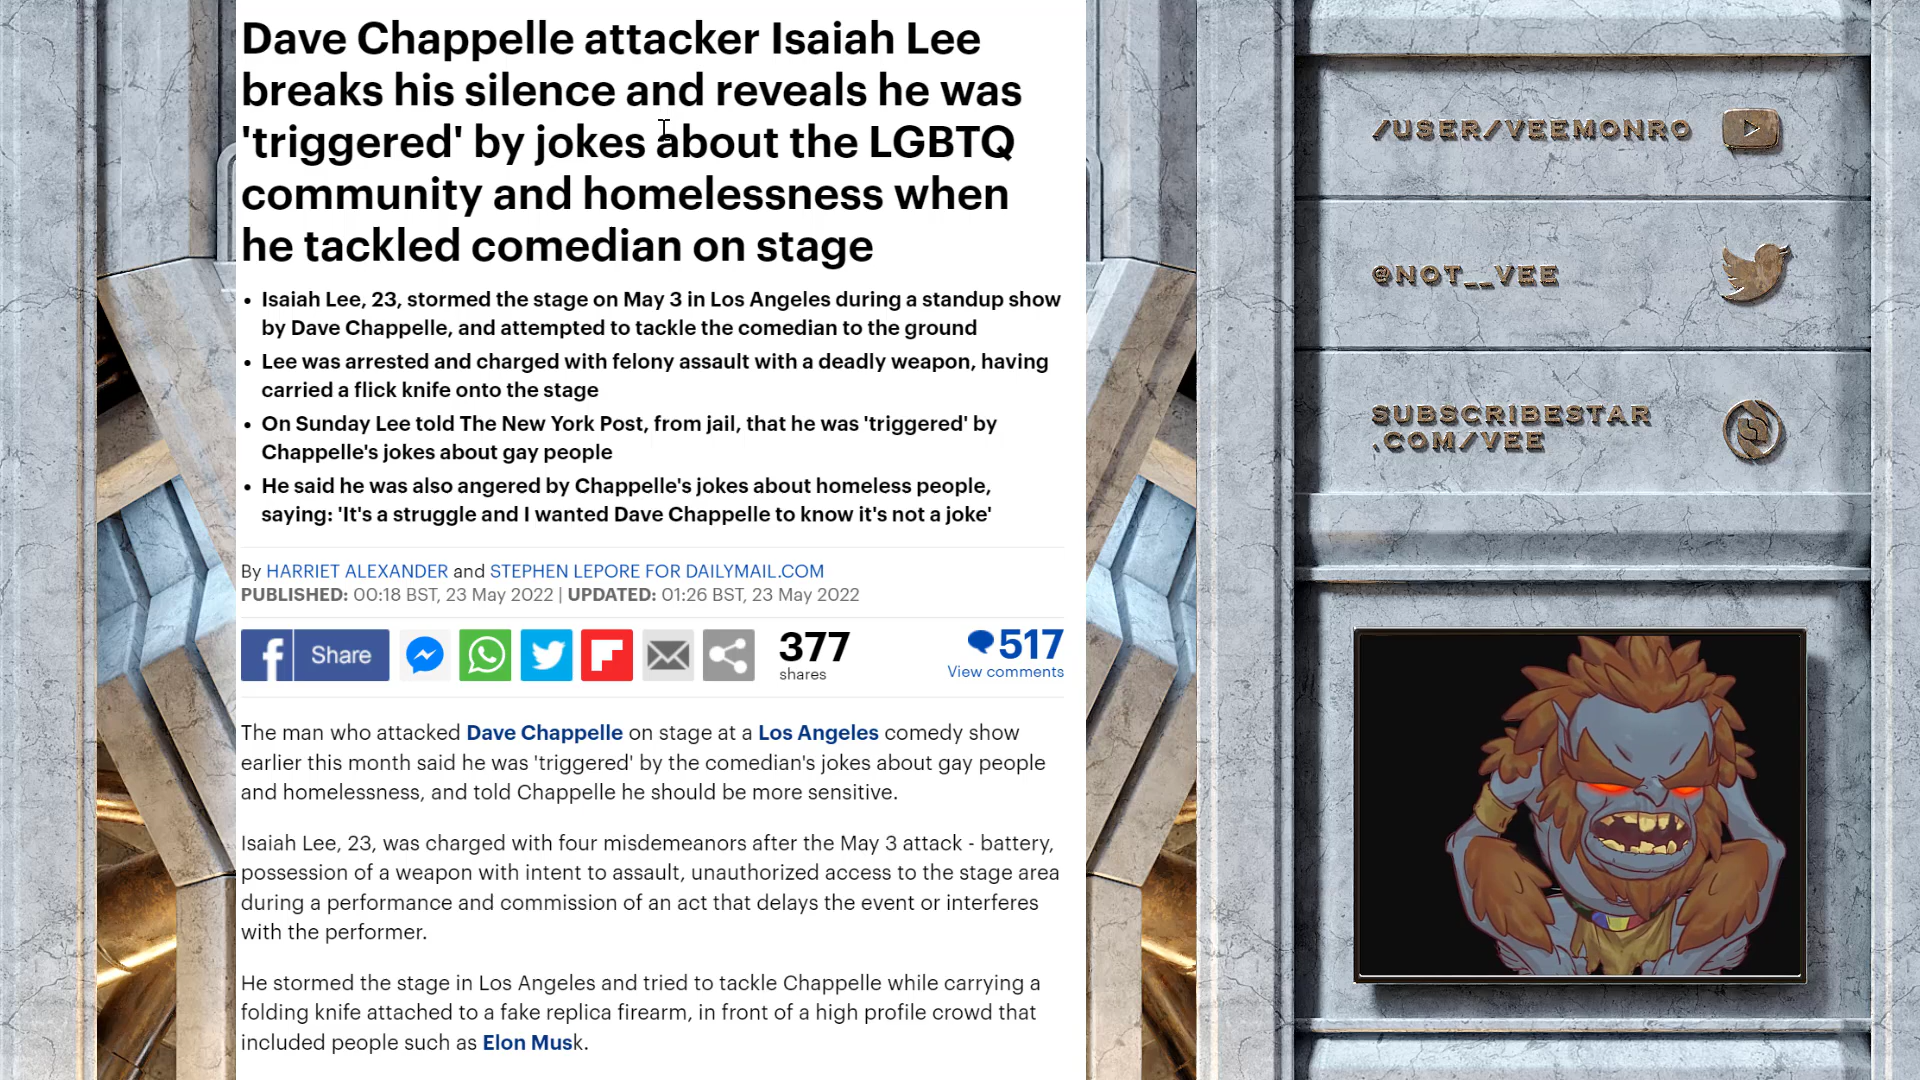 Dave Chappelle attacker Isaiah Lee
breaks his silence and reveals he was
'triggered' by jokes about the LGBTQ
community and homelessness when
he tackled comedian on stage
• Isaiah Lee, 23, stormed the stage on May 3 in Los Angeles during a standup show
by Dave Chappelle, and attempted to tackle the comedian to the ground
• Lee was arrested and charged with felony assault with a deadly weapon, having
carried a flick knife onto the stage
• On Sunday Lee told The New York Post, from jail, that he was 'triggered' by
Chappelle's jokes about gay people
• He said he was also angered by Chappelle's jokes about homeless people,
saying: 'It's a struggle and I wanted Dave Chappelle to know it's not a joke'
By HARRIET ALEXANDER and STEPHEN LEPORE FOR DAILYMAIL.COM
PUBLISHED: 00:18 BST, 23 May 2022 | UPDATED: 01:26 BST, 23 May 2022
f Share
377
shares
517
View comments
The man who attacked Dave Chappelle on stage at a Los Angeles comedy show
earlier this month said he was 'triggered' by the comedian's jokes about gay people
and homelessness, and told Chappelle he should be more sensitive.
Isaiah Lee, 23, was charged with four misdemeanors after the May 3 attack - battery,
possession of a weapon with intent to assault, unauthorized access to the stage area
during a performance and commission of an act that delays the event or interferes
with the performer.
He stormed the stage in Los Angeles and tried to tackle Chappelle while carrying a
folding knife attached to a fake replica firearm, in front of a high profile crowd that
included people such as Elon Musk.
/USER/VEEMONRO
@NOT__VEE
SUBSCRIBESTAR
.COM/VEE